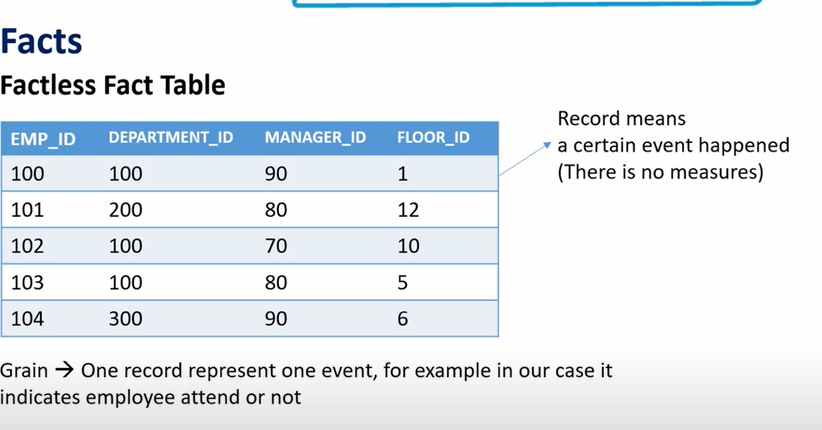 Facts
Factless Fact Table
EMP_ID DEPARTMENT_ID MANAGER_ID FLOOR_ID
100 100 90 1
101 200 80 12
102 100 70 10
103 100 80 5
104 300 90 6
Record means
a certain event happened
(There is no measures)
Grain → One record represent one event, for example in our case it
indicates employee attend or not